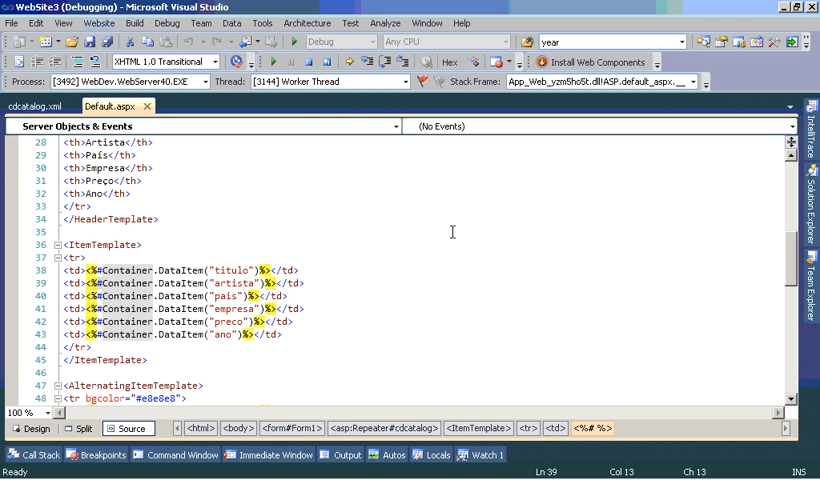 WebSite3 (Debugging) - Microsoft Visual Studio
File Edit View Website Build Debug Team Data Tools Architecture Test Analyze Window Help
Debug Any CPU year
XHTML 1.0 Transitional Hex Install Web Components
Process: [3492] WebDev.WebServer40.EXE Thread: [3144] Worker Thread Stack Frame: App_Web_yzm5ho5t.dll!ASP.default_aspx.__
cdcatalog.xml Default.aspx
Server Objects & Events (No Events)
28 <th>Artista</th>
29 <th>País</th>
30 <th>Empresa</th>
31 <th>Preço</th>
32 <th>Ano</th>
33 </tr>
34 </HeaderTemplate>
35
36 <ItemTemplate>
37 <tr>
38 <td><%#Container.DataItem("titulo")%></td>
39 <td><%#Container.DataItem("artista")%></td>
40 <td><%#Container.DataItem("pais")%></td>
41 <td><%#Container.DataItem("empresa")%></td>
42 <td><%#Container.DataItem("preco")%></td>
43 <td><%#Container.DataItem("ano")%></td>
44 </tr>
45 </ItemTemplate>
46
47 <AlternatingItemTemplate>
48 <tr bgcolor="#e8e8e8">
IntelliTrace
Solution Explorer
Team Explorer
100 %
Design Split Source <html> <body> <form#Form1> <asp:Repeater#cdcatalog> <ItemTemplate> <tr> <td> <%# %>
Call Stack Breakpoints Command Window Immediate Window Output Autos Locals Watch 1
Ready Ln 39 Col 13 Ch 13 INS